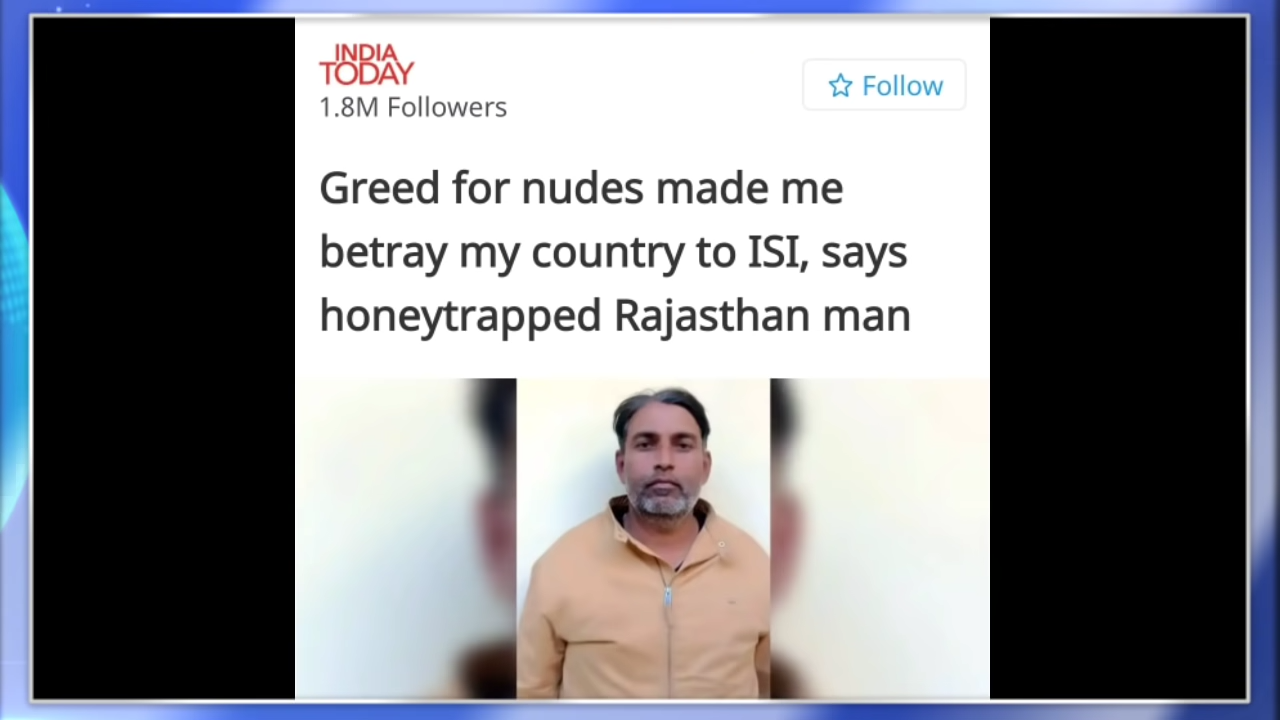 INDIA
TODAY
1.8M Followers
Follow
Greed for nudes made me
betray my country to ISI, says
honeytrapped Rajasthan man